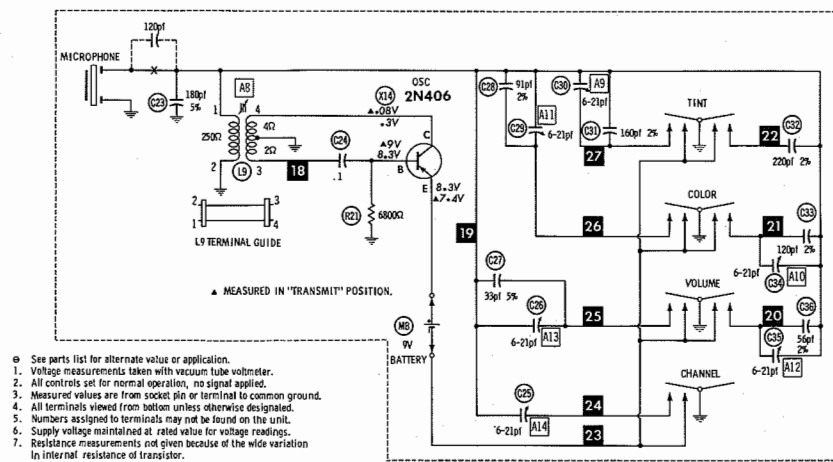 120pf
MICROPHONE
C23
180pf
5%
A8
1
4
250Ω
4Ω
2Ω
2
3
L9
18
X14
OSC
2N406
▲.08V
.3V
C24
.1
▲9V
8.3V
C
B
E
8.3V
▲7.4V
R21
6800Ω
2
3
1
4
L9 TERMINAL GUIDE
▲ MEASURED IN "TRANSMIT" POSITION.
M8
9V
BATTERY
19
C28
91pf
2%
A11
C29
6-21pf
C30
A9
6-21pf
C31
160pf 2%
27
TINT
22
C32
220pf 2%
26
COLOR
21
C33
120pf
2%
6-21pf
C34
A10
C27
33pf 5%
C26
6-21pf
A13
25
VOLUME
20
C36
56pf
2%
C35
6-21pf
A12
C25
6-21pf
A14
24
CHANNEL
23
⊖ See parts list for alternate value or application.
1. Voltage measurements taken with vacuum tube voltmeter.
2. All controls set for normal operation, no signal applied.
3. Measured values are from socket pin or terminal to common ground.
4. All terminals viewed from bottom unless otherwise designated.
5. Numbers assigned to terminals may not be found on the unit.
6. Supply voltage maintained at rated value for voltage readings.
7. Resistance measurements not given because of the wide variation
in internal resistance of transistor.